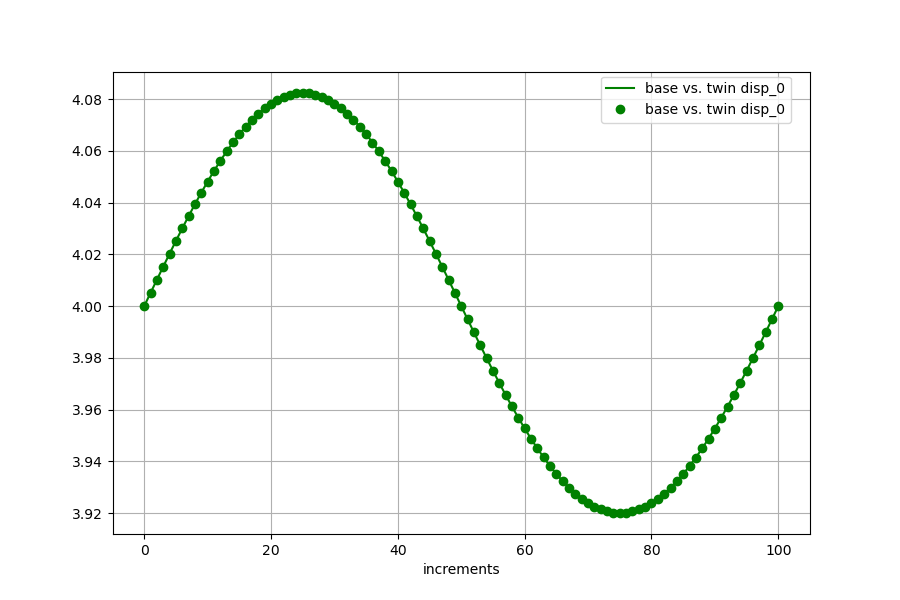 base vs. twin disp_0
base vs. twin disp_0
4.08
4.06
4.04
4.02
4.00
3.98
3.96
3.94
3.92
0 20 40 60 80 100
increments